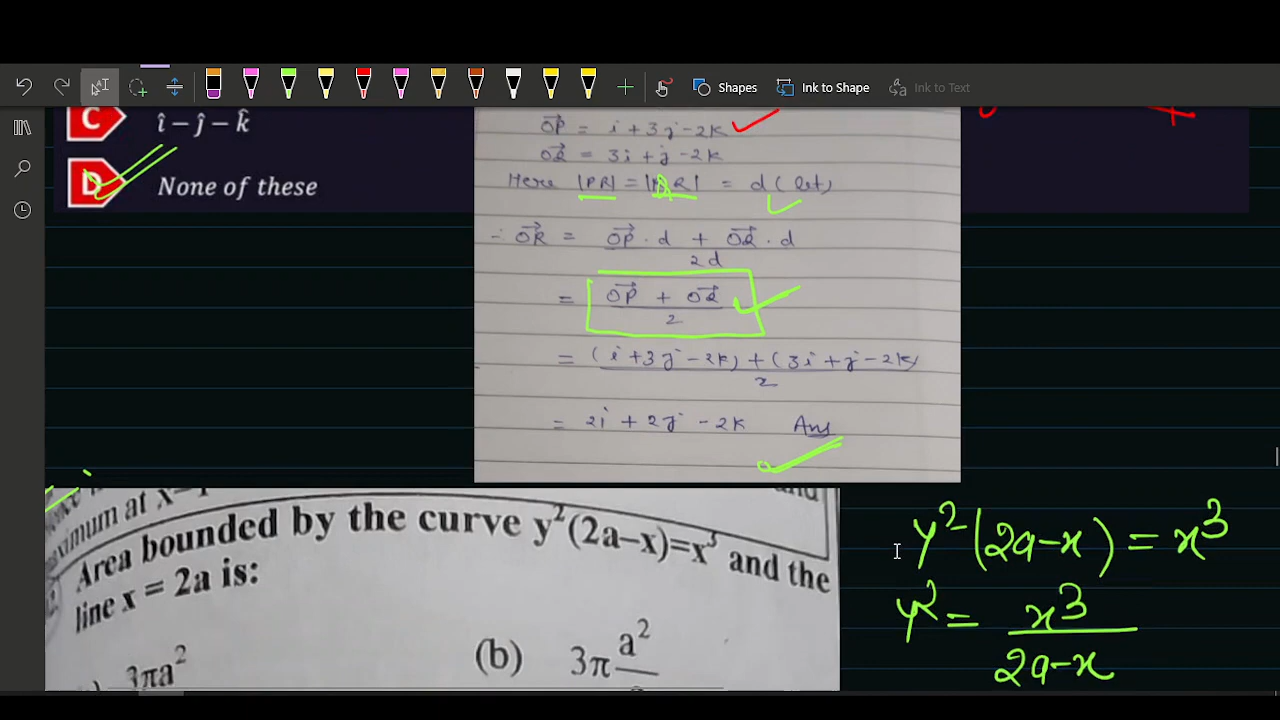 Shapes Ink to Shape Ink to Text
C î – ĵ – k̂
D None of these
OP = i + 3j - 2k
OQ = 3i + j - 2k
Here |PR| = |RQ| = d (let)
∴ OR = OP · d + OQ · d
2d
= OP + OQ
2
= (i + 3j - 2k) + (3i + j - 2k)
2
= 2i + 2j - 2k Ans
and
maximum at x =
Area bounded by the curve y²(2a–x)=x³ and the
line x = 2a is:
3πa²
(b) 3π a²
y² (2a-x) = x³
y² = x³
2a-x